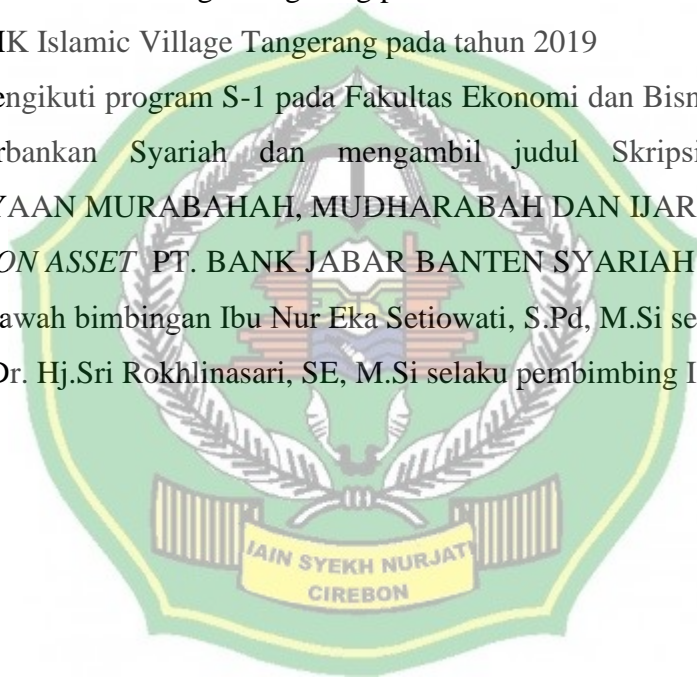 IK Islamic Village Tangerang pada tahun 2019
engikuti program S-1 pada Fakultas Ekonomi dan Bisn
rbankan Syariah dan mengambil judul Skripsi
YAAN MURABAHAH, MUDHARABAH DAN IJAR
ON ASSET PT. BANK JABAR BANTEN SYARIAH
awah bimbingan Ibu Nur Eka Setiowati, S.Pd, M.Si se
Dr. Hj.Sri Rokhlinasari, SE, M.Si selaku pembimbing I
IAIN SYEKH NURJATI
CIREBON